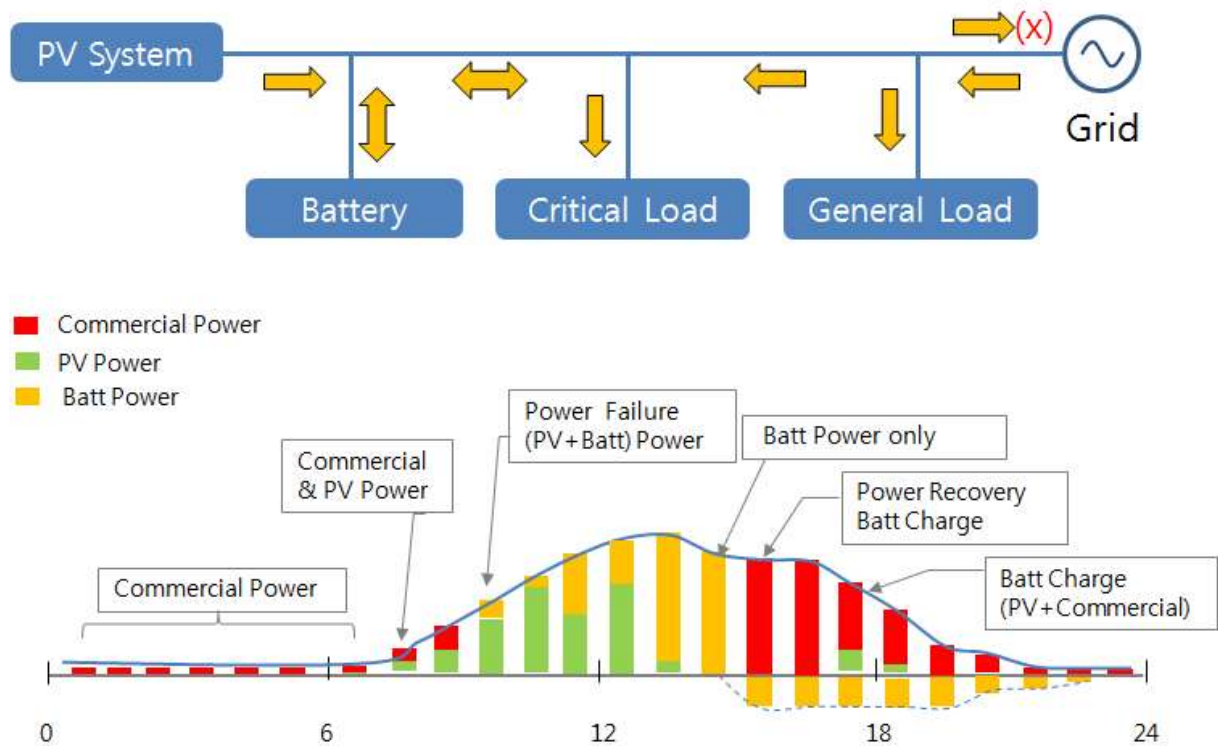 (x)
PV System
Grid
Battery
Critical Load
General Load
Commercial Power
PV Power
Batt Power
Commercial Power
Commercial
& PV Power
Power Failure
(PV+Batt) Power
Batt Power only
Power Recovery
Batt Charge
Batt Charge
(PV+Commercial)
0
6
12
18
24